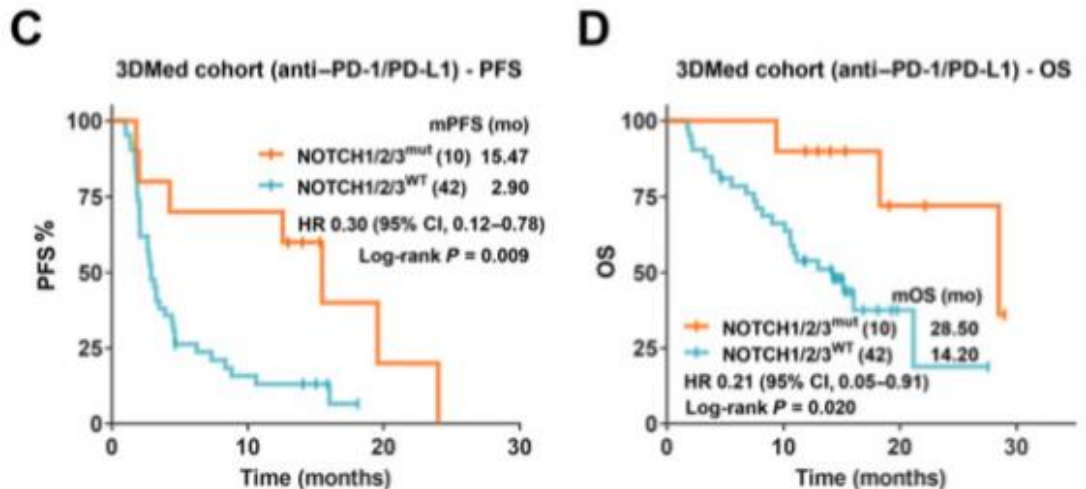 C
3DMed cohort (anti–PD-1/PD-L1) - PFS
PFS %
100
75
50
25
0
mPFS (mo)
NOTCH1/2/3mut (10) 15.47
NOTCH1/2/3WT (42) 2.90
HR 0.30 (95% CI, 0.12–0.78)
Log-rank P = 0.009
0 10 20 30
Time (months)
D
3DMed cohort (anti–PD-1/PD-L1) - OS
OS
100
75
50
25
0
mOS (mo)
NOTCH1/2/3mut (10) 28.50
NOTCH1/2/3WT (42) 14.20
HR 0.21 (95% CI, 0.05–0.91)
Log-rank P = 0.020
0 10 20 30
Time (months)